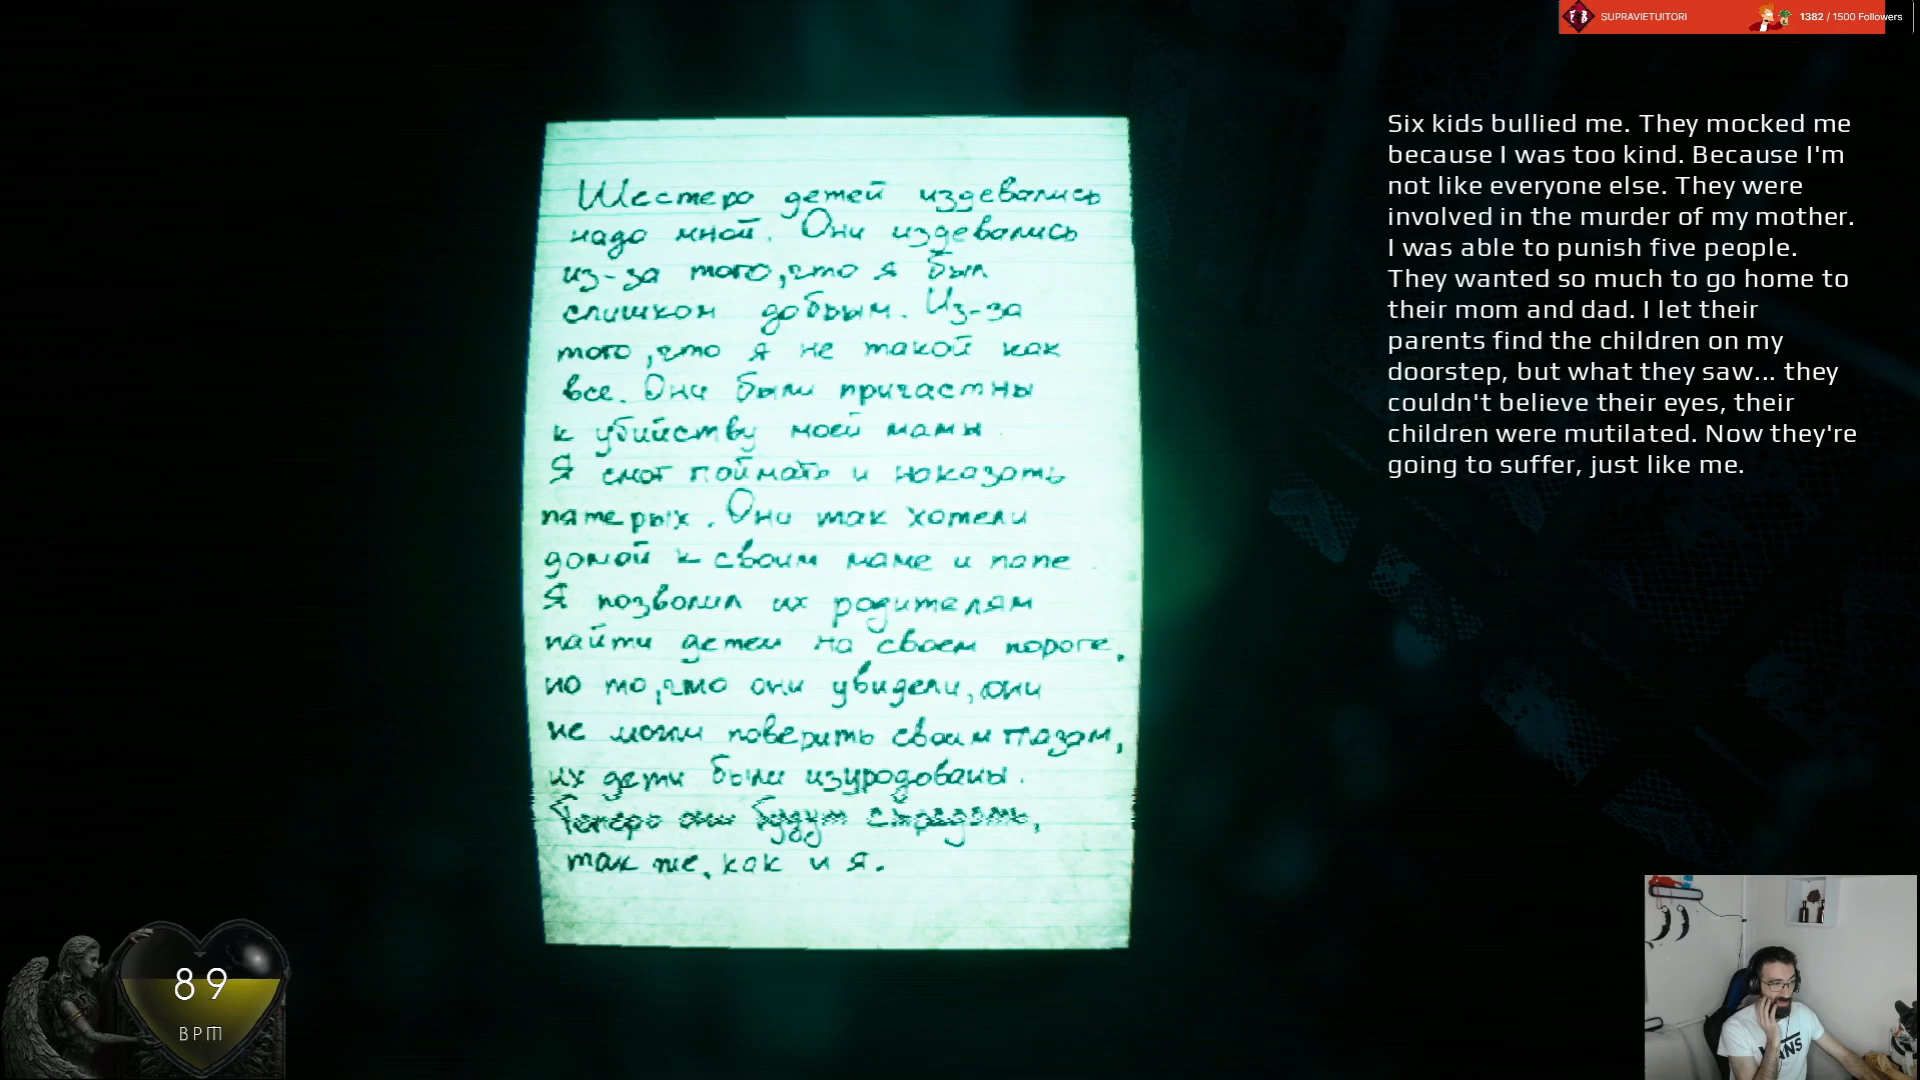 SUPRAVIETUITORI
1382 / 1500 Followers
Six kids bullied me. They mocked me
because I was too kind. Because I'm
not like everyone else. They were
involved in the murder of my mother.
I was able to punish five people.
They wanted so much to go home to
their mom and dad. I let their
parents find the children on my
doorstep, but what they saw... they
couldn't believe their eyes, their
children were mutilated. Now they're
going to suffer, just like me.
Шестеро детей издевались
надо мной. Они издевались
из-за того, что я был
слишком добрым. Из-за
того, что я не такой как
все. Они были причастны
к убийству моей мамы
Я смог поймать и наказать
пятерых. Они так хотели
домой к своим маме и папе
Я позволил их родителям
найти детей на своем пороге,
но то, что они увидели, они
не могли поверить своим глазам,
их дети были изуродованы.
Теперь они будут страдать,
так же, как и я.
89
BPM
VANS